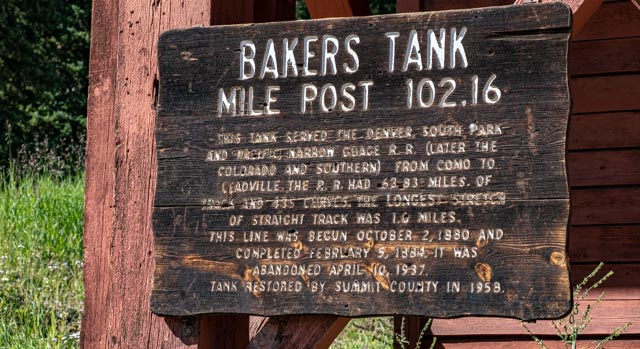 BAKERS TANK
MILE POST 102.16
THIS TANK SERVED THE DENVER SOUTH PARK
AND PACIFIC NARROW GUAGE R.R. (LATER THE
COLORADO AND SOUTHERN) FROM COMO TO
LEADVILLE. THE R.R. HAD 63.83 MILES. OF
TRACK AND 435 CURVES. THE LONGEST STRETCH
OF STRAIGHT TRACK WAS 1.6 MILES.
THIS LINE WAS BEGUN OCTOBER 2, 1880 AND
COMPLETED FEBRUARY 5, 1884. IT WAS
ABANDONED APRIL 10, 1937.
TANK RESTORED BY SUMMIT COUNTY IN 1958.